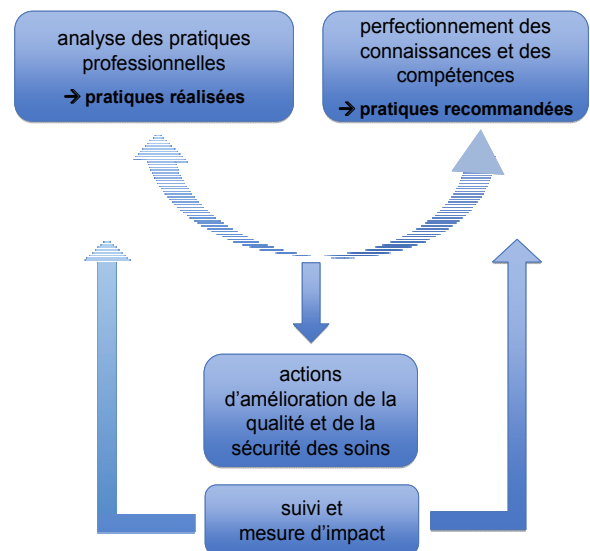 analyse des pratiques
professionnelles
→ pratiques réalisées
perfectionnement des
connaissances et des
compétences
→ pratiques recommandées
actions
d’amélioration de la
qualité et de la
sécurité des soins
suivi et
mesure d’impact